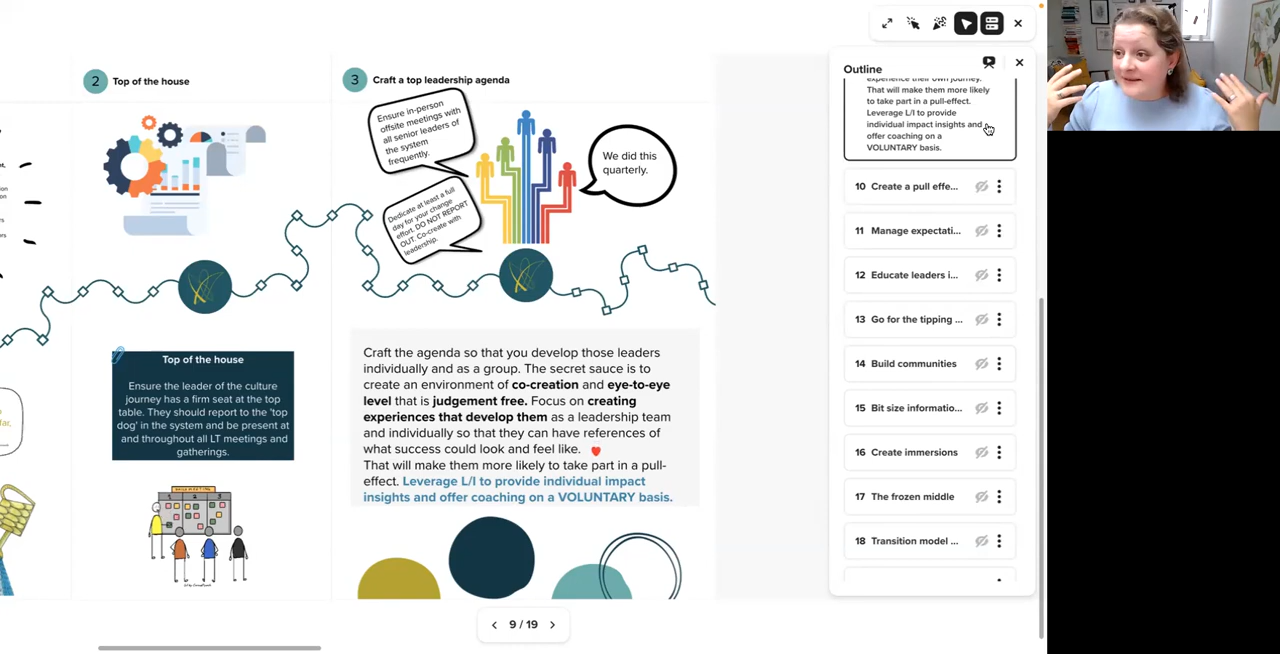 2 Top of the house
3 Craft a top leadership agenda
Ensure in-person
offsite meetings with
all senior leaders of
the system
frequently.
Dedicate at least a full
day for your change
effort. DO NOT REPORT
OUT. Co-create with
leadership.
We did this
quarterly.
Top of the house
Ensure the leader of the culture
journey has a firm seat at the top
table. They should report to the 'top
dog' in the system and be present at
and throughout all LT meetings and
gatherings.
Craft the agenda so that you develop those leaders
individually and as a group. The secret sauce is to
create an environment of co-creation and eye-to-eye
level that is judgement free. Focus on creating
experiences that develop them as a leadership team
and individually so that they can have references of
what success could look and feel like.
That will make them more likely to take part in a pull-
effect. Leverage L/I to provide individual impact
insights and offer coaching on a VOLUNTARY basis.
9 / 19
Outline
experience their own journey.
That will make them more likely
to take part in a pull-effect.
Leverage L/I to provide
individual impact insights and
offer coaching on a
VOLUNTARY basis.
10 Create a pull effe...
11 Manage expectati...
12 Educate leaders i...
13 Go for the tipping ...
14 Build communities
15 Bit size informatio...
16 Create immersions
17 The frozen middle
18 Transition model ...